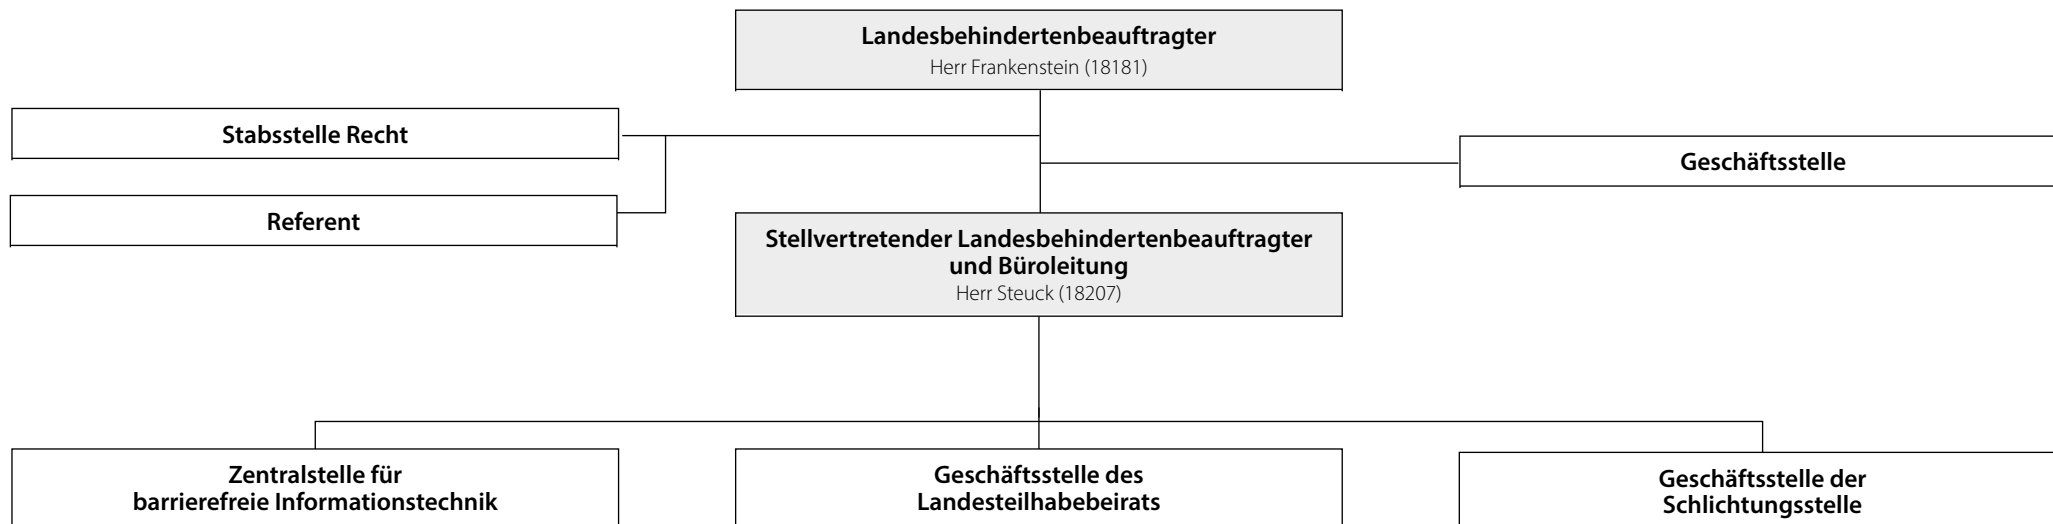 Landesbehindertenbeauftragter
Herr Frankenstein (18181)
Stabsstelle Recht
Geschäftsstelle
Referent
Stellvertretender Landesbehindertenbeauftragter
und Büroleitung
Herr Steuck (18207)
Zentralstelle für
barrierefreie Informationstechnik
Geschäftsstelle des
Landesteilhabebeirats
Geschäftsstelle der
Schlichtungsstelle